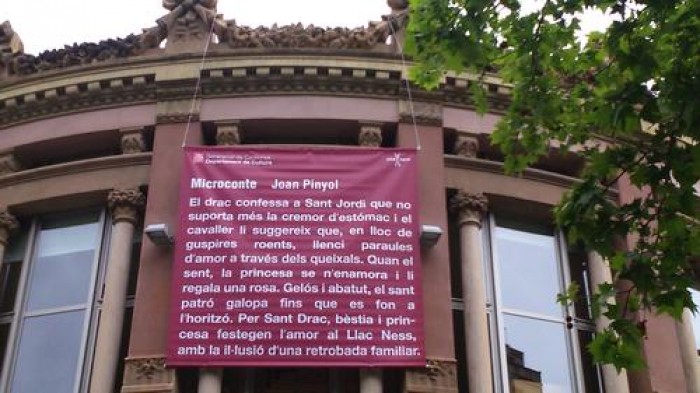 Generalitat de Catalunya
Departament de Cultura
Microconte Joan Pinyol
El drac confessa a Sant Jordi que no
suporta més la cremor d'estómac i el
cavaller li suggereix que, en lloc de
guspires roents, llenci paraules
d'amor a través dels queixals. Quan el
sent, la princesa se n'enamora i li
regala una rosa. Gelós i abatut, el sant
patró galopa fins que es fon a
l'horitzó. Per Sant Drac, bèstia i prin-
cesa festegen l'amor al Llac Ness,
amb la il·lusió d'una retrobada familiar.